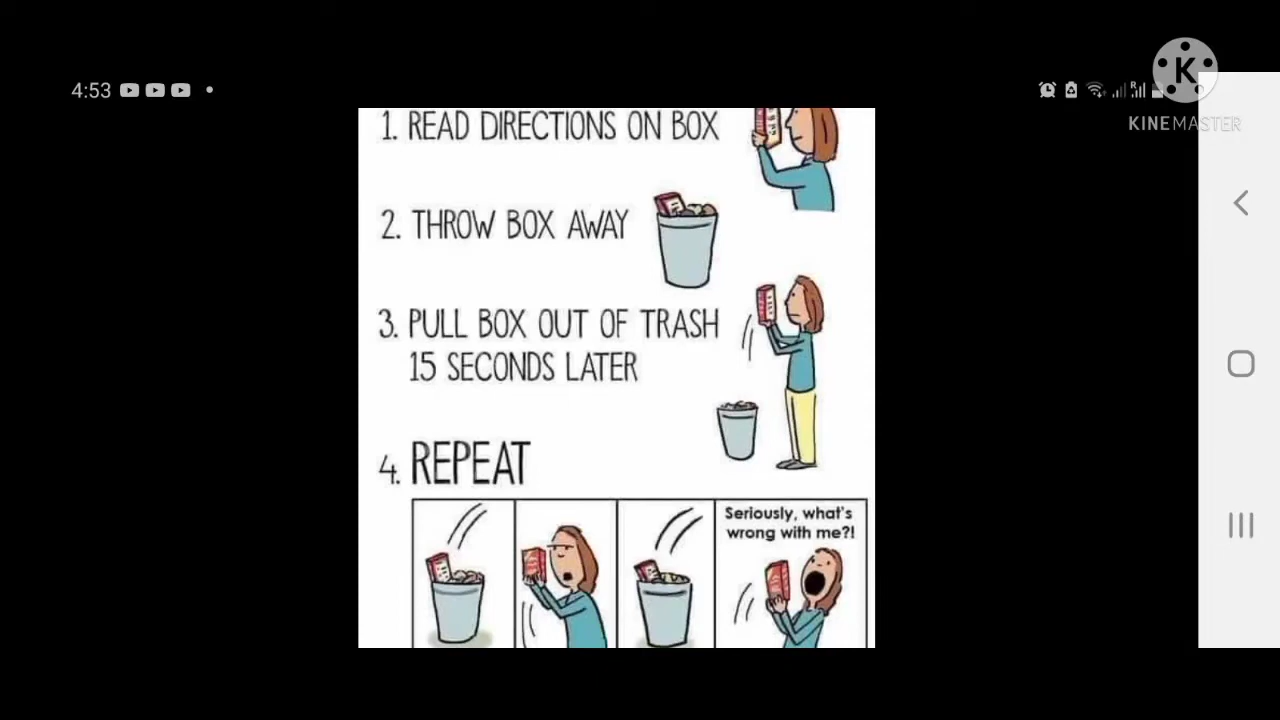 4:53
K
KINEMASTER
1. READ DIRECTIONS ON BOX
2. THROW BOX AWAY
3. PULL BOX OUT OF TRASH
15 SECONDS LATER
4. REPEAT
Seriously, what's
wrong with me?!